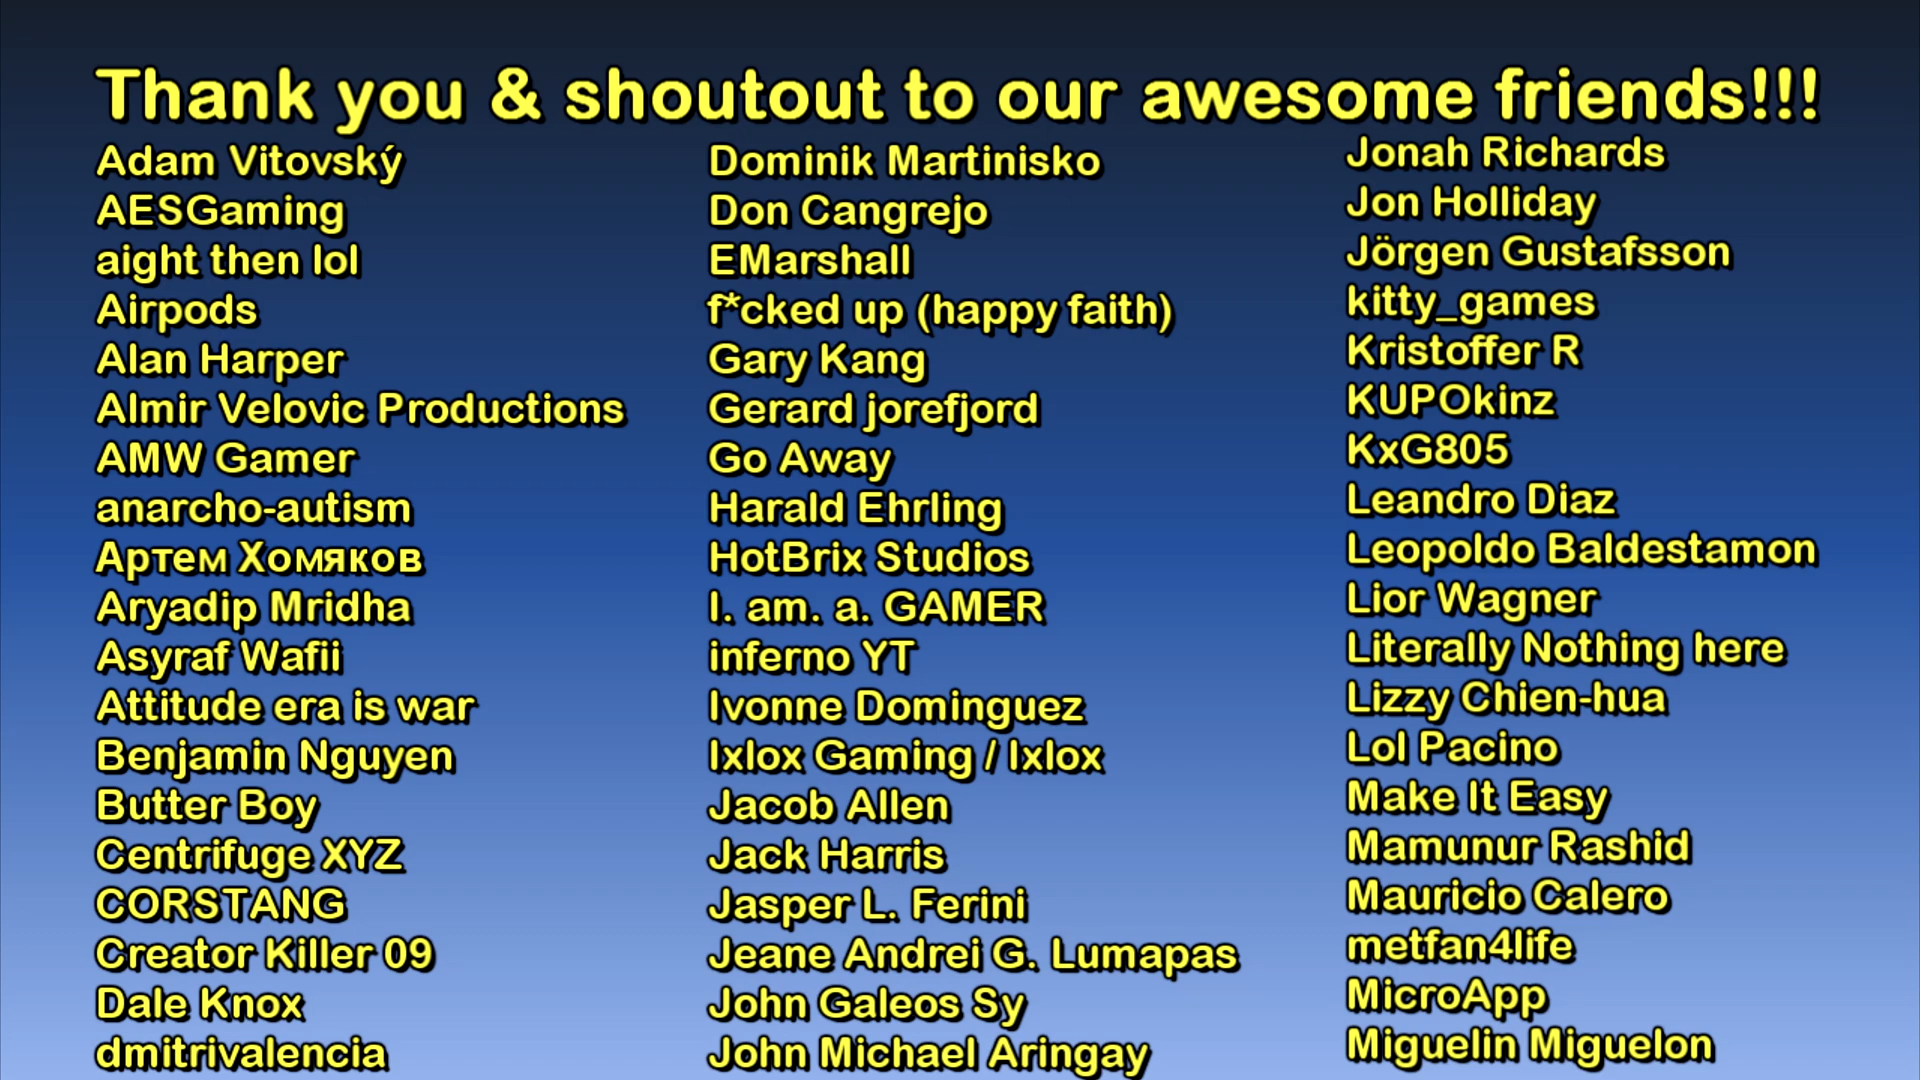 Thank you & shoutout to our awesome friends!!!
Adam Vitovský
AESGaming
aight then lol
Airpods
Alan Harper
Almir Velovic Productions
AMW Gamer
anarcho-autism
Артем Хомяков
Aryadip Mridha
Asyraf Wafii
Attitude era is war
Benjamin Nguyen
Butter Boy
Centrifuge XYZ
CORSTANG
Creator Killer 09
Dale Knox
dmitrivalencia
Dominik Martinisko
Don Cangrejo
EMarshall
f*cked up (happy faith)
Gary Kang
Gerard jorefjord
Go Away
Harald Ehrling
HotBrix Studios
I. am. a. GAMER
inferno YT
Ivonne Dominguez
Ixlox Gaming / Ixlox
Jacob Allen
Jack Harris
Jasper L. Ferini
Jeane Andrei G. Lumapas
John Galeos Sy
John Michael Aringay
Jonah Richards
Jon Holliday
Jörgen Gustafsson
kitty_games
Kristoffer R
KUPOkinz
KxG805
Leandro Diaz
Leopoldo Baldestamon
Lior Wagner
Literally Nothing here
Lizzy Chien-hua
Lol Pacino
Make It Easy
Mamunur Rashid
Mauricio Calero
metfan4life
MicroApp
Miguelin Miguelon